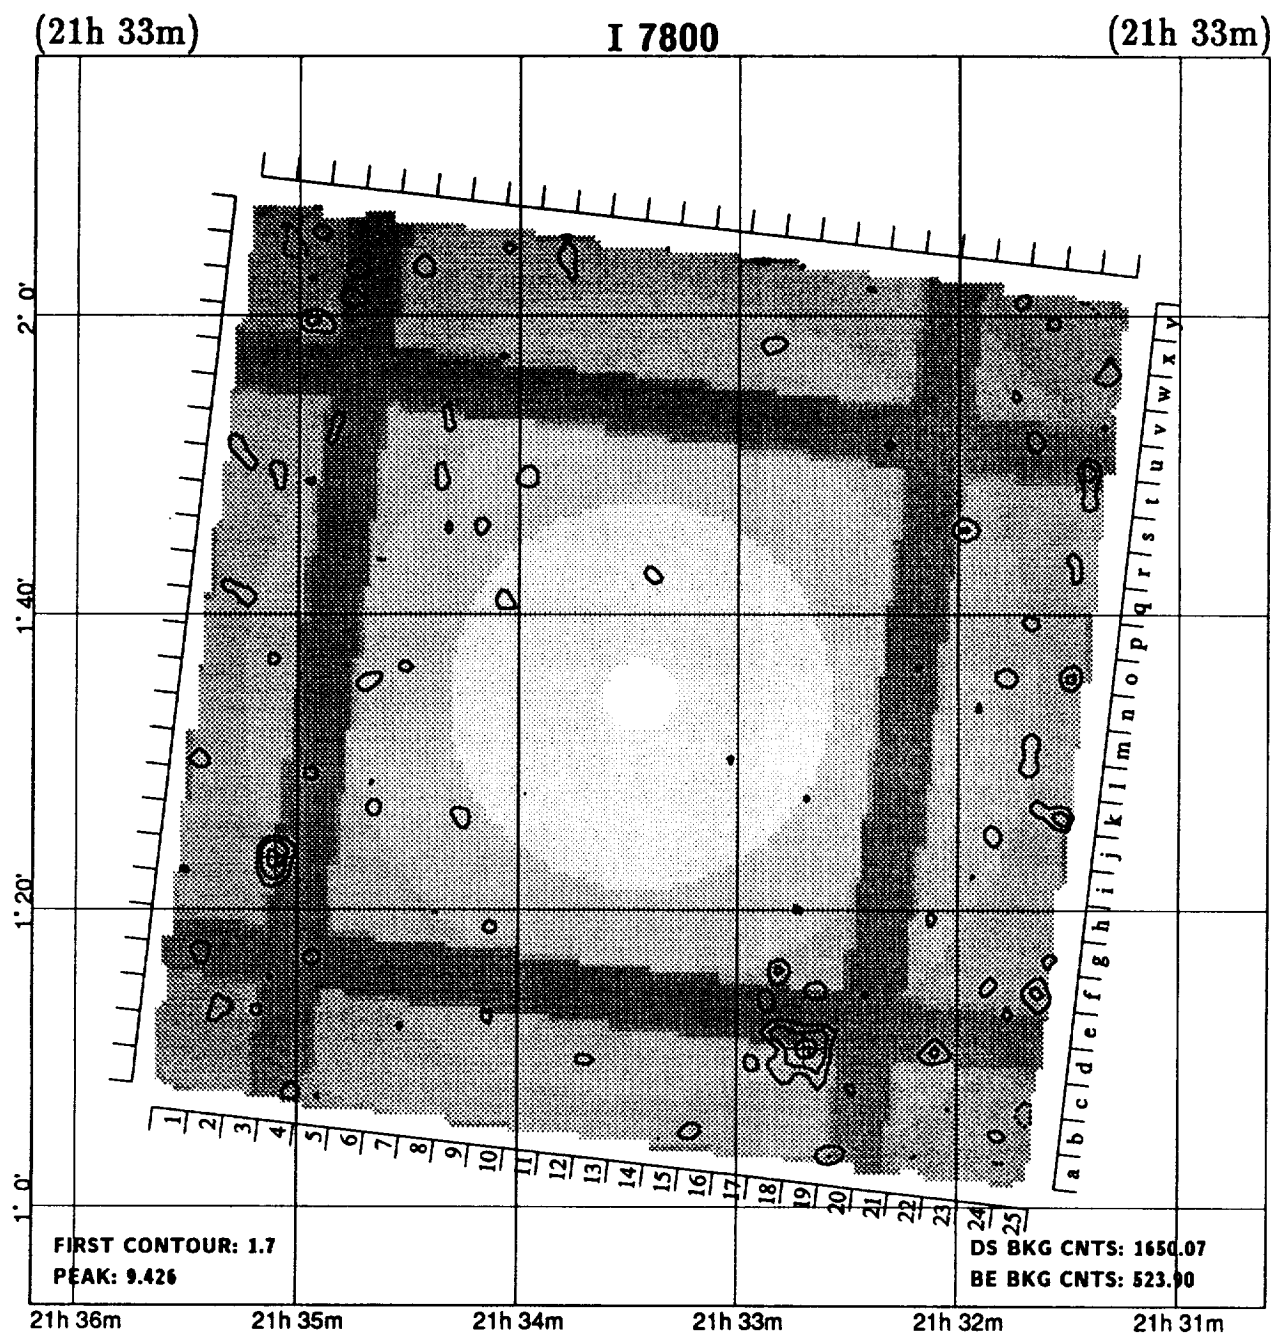 (21h 33m) I 7800 (21h 33m)
2° 0'
1° 40'
1° 20'
1° 0'
y
x
w
v
u
t
s
r
q
p
o
n
m
l
k
j
i
h
g
f
e
d
c
b
a
1 2 3 4 5 6 7 8 9 10 11 12 13 14 15 16 17 18 19 20 21 22 23 24 25
FIRST CONTOUR: 1.7
PEAK: 9.426
DS BKG CNTS: 1650.07
BE BKG CNTS: 523.90
21h 36m 21h 35m 21h 34m 21h 33m 21h 32m 21h 31m